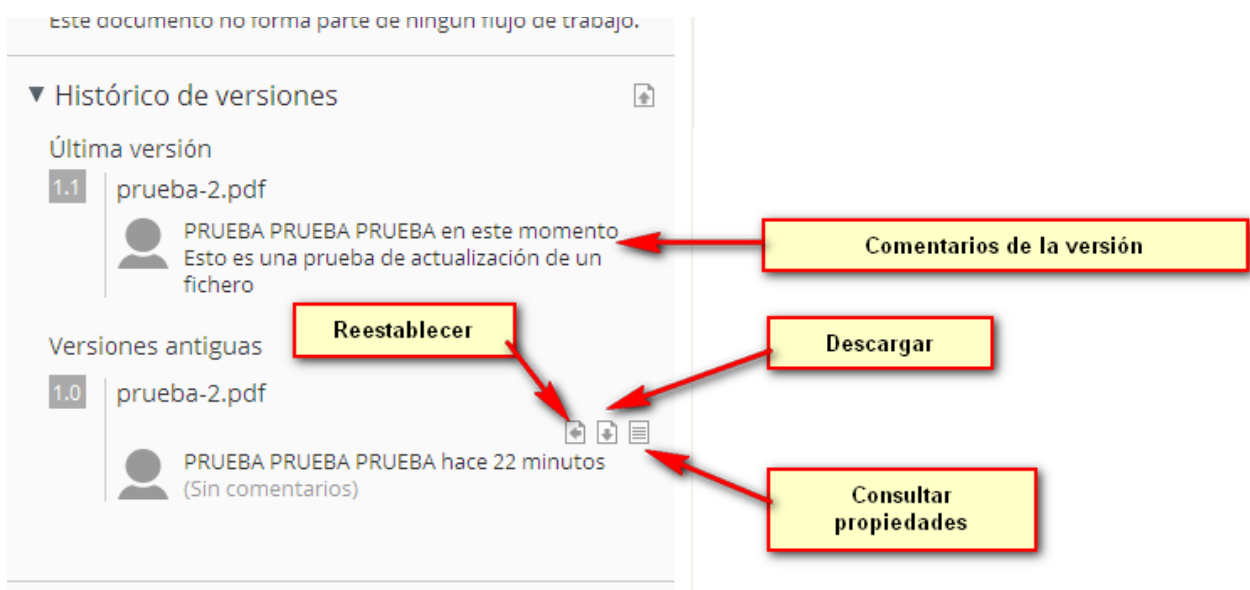 Este documento no forma parte de ningún flujo de trabajo.
Histórico de versiones
Última versión
1.1 prueba-2.pdf
PRUEBA PRUEBA PRUEBA en este momento
Esto es una prueba de actualización de un
fichero
Comentarios de la versión
Reestablecer
Descargar
Versiones antiguas
1.0 prueba-2.pdf
PRUEBA PRUEBA PRUEBA hace 22 minutos
(Sin comentarios)
Consultar
propiedades